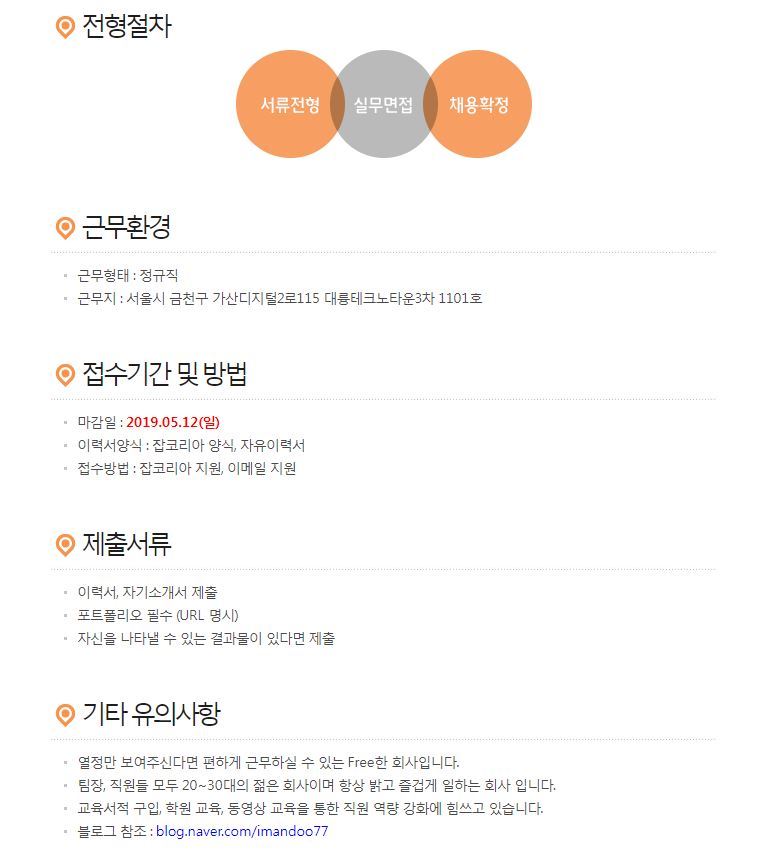 전형절차
서류전형 실무면접 채용확정
근무환경
근무형태 : 정규직
근무지 : 서울시 금천구 가산디지털2로115 대륭테크노타운3차 1101호
접수기간 및 방법
마감일 : 2019.05.12(일)
이력서양식 : 잡코리아 양식, 자유이력서
접수방법 : 잡코리아 지원, 이메일 지원
제출서류
이력서, 자기소개서 제출
포트폴리오 필수 (URL 명시)
자신을 나타낼 수 있는 결과물이 있다면 제출
기타 유의사항
열정만 보여주신다면 편하게 근무하실 수 있는 Free한 회사입니다.
팀장, 직원들 모두 20~30대의 젊은 회사이며 항상 밝고 즐겁게 일하는 회사 입니다.
교육서적 구입, 학원 교육, 동영상 교육을 통한 직원 역량 강화에 힘쓰고 있습니다.
블로그 참조 : blog.naver.com/imandoo77